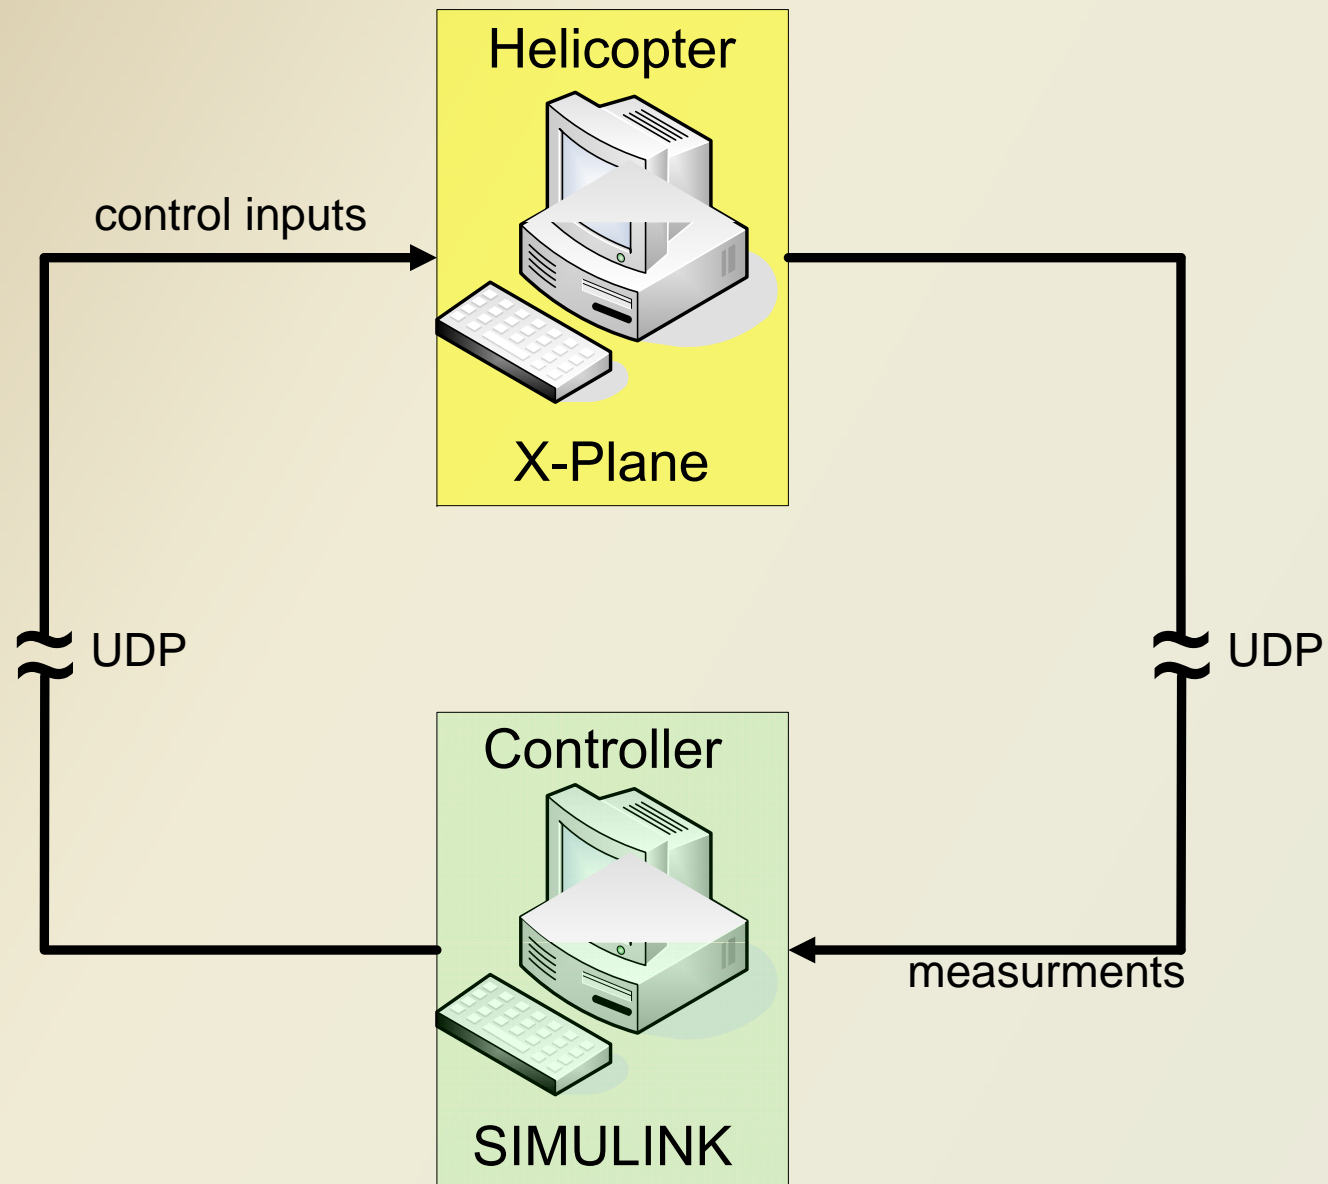 Helicopter
control inputs
X-Plane
UDP
UDP
Controller
measurments
SIMULINK